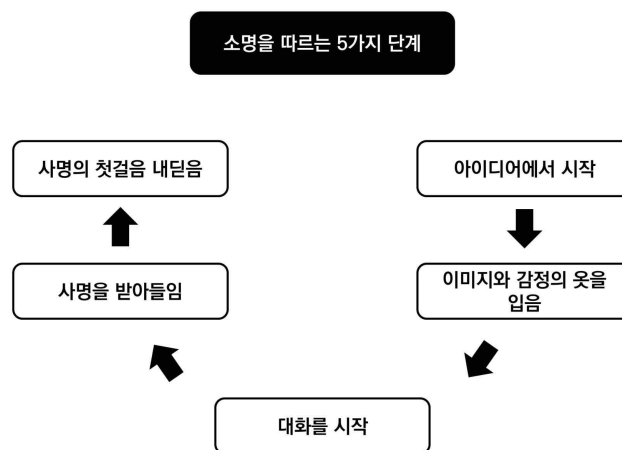 소명을 따르는 5가지 단계
아이디어에서 시작
이미지와 감정의 옷을
입음
대화를 시작
사명을 받아들임
사명의 첫걸음 내딛음